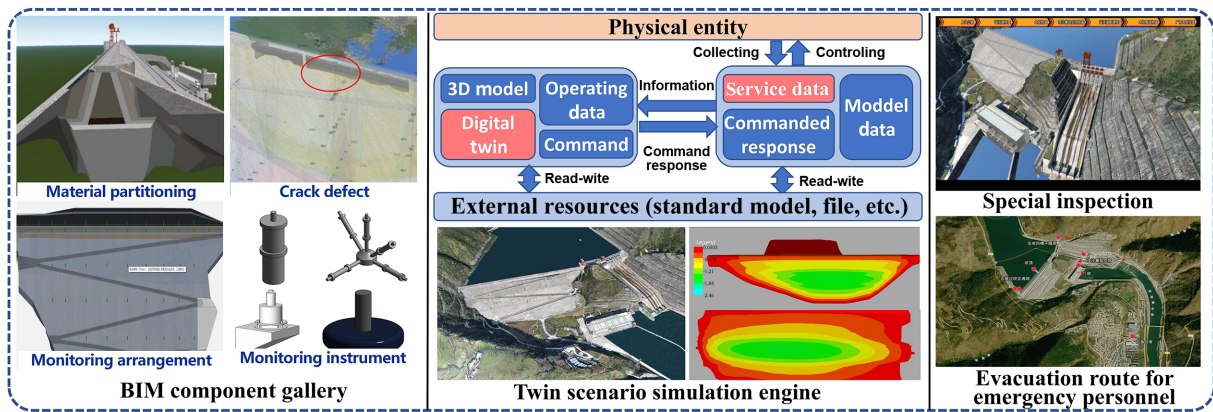 Material partitioning
Crack defect
Monitoring arrangement
Monitoring instrument
BIM component gallery
Physical entity
Collecting
Controling
3D model
Operating
data
Digital
twin
Command
Information
Command
response
Service data
Commanded
response
Moddel
data
Read-wite
Read-wite
External resources (standard model, file, etc.)
Legend
Twin scenario simulation engine
Special inspection
Evacuation route for
emergency personnel